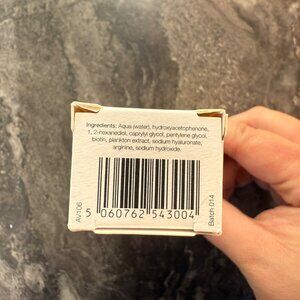 Ingredients: Aqua (water), hydroxyacetophenone,
1, 2-hexanediol, caprylyl glycol, pentylene glycol,
biotin, plankton extract, sodium hyaluronate,
arginine, sodium hydroxide.
AV106
Batch 014
5 060762 543004